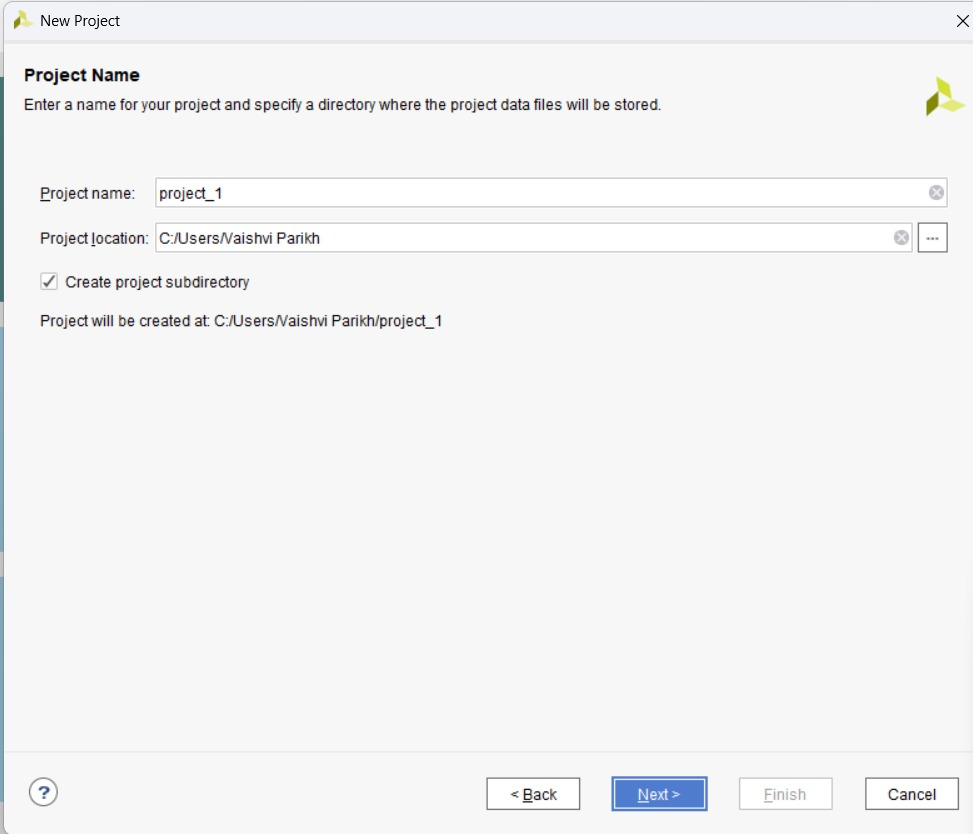 New Project
Project Name
Enter a name for your project and specify a directory where the project data files will be stored.
Project name: project_1
Project location: C:/Users/Vaishvi Parikh ...
Create project subdirectory
Project will be created at: C:/Users/Vaishvi Parikh/project_1
? < Back Next > Finish Cancel